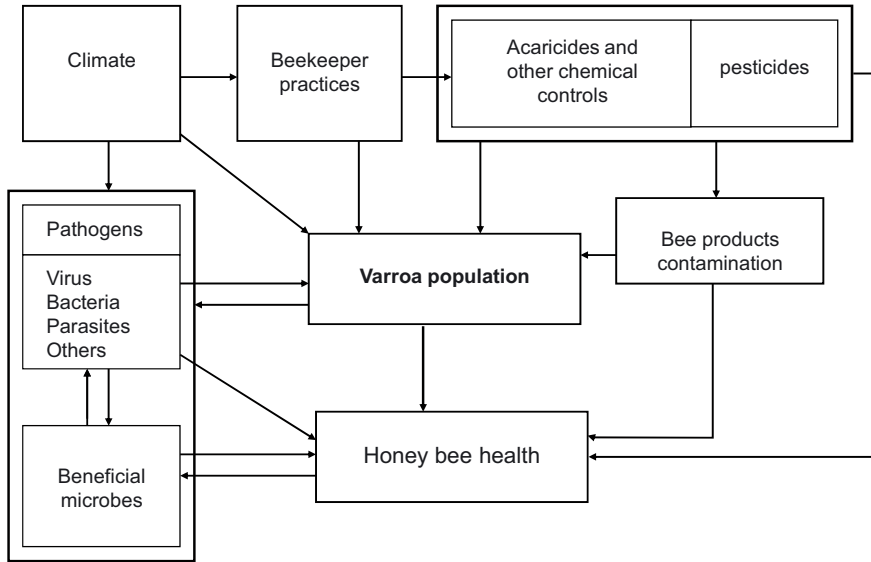 Climate
Beekeeper
practices
Acaricides and
other chemical
controls
pesticides
Pathogens
Virus
Bacteria
Parasites
Others
Varroa population
Bee products
contamination
Beneficial
microbes
Honey bee health